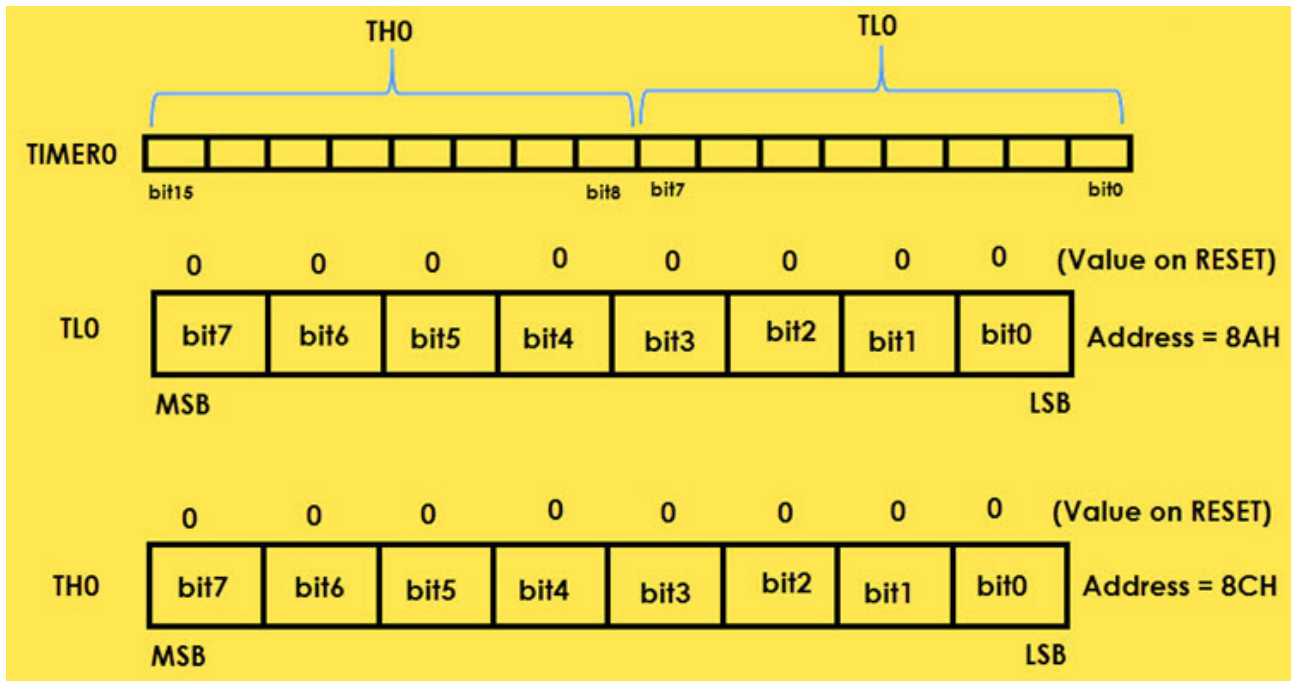 TH0 TL0
TIMER0
bit15 bit8 bit7 bit0
0 0 0 0 0 0 0 0 (Value on RESET)
TL0 bit7 bit6 bit5 bit4 bit3 bit2 bit1 bit0 Address = 8AH
MSB LSB
0 0 0 0 0 0 0 0 (Value on RESET)
TH0 bit7 bit6 bit5 bit4 bit3 bit2 bit1 bit0 Address = 8CH
MSB LSB